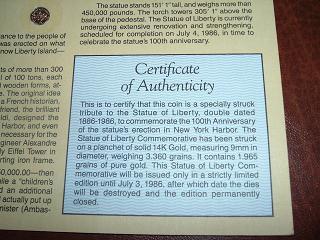 The statue stands 151' 1" tall, and weighs more than
450,000 pounds. The torch towers 305' 1" above the
base of the pedestal. The Statue of Liberty is currently
undergoing extensive renovation and strengthening,
scheduled for completion on July 4, 1986, in time to
celebrate the statue's 100th anniversary.
ance to the people of
was erected on what
now Liberty Island—
ts of more than 300
of 100 tons, each
wooden forms, af-
The original idea
a French historian.
friend, the brilliant
ldi, designed the
Harbor, and even
necessary for the
engineer Alexandre
y Eiffel Tower in
rting iron frame.
0,000.00—then
ile a "children's
d an additional
actually put up
nister (Ambas-
Certificate
of Authenticity
This is to certify that this coin is a specially struck
tribute to the Statue of Liberty, double dated
1886-1986, to commemorate the 100th Anniversary
of the statue's erection in New York Harbor. The
Statue of Liberty Commemorative has been struck
on a planchet of solid 14K Gold, measuring 9mm in
diameter, weighing 3.360 grains. It contains 1.965
grains of pure gold. This Statue of Liberty Com-
memorative will be issued only in a strictly limited
edition until July 3, 1986, after which date the dies
will be destroyed and the edition permanently
closed.